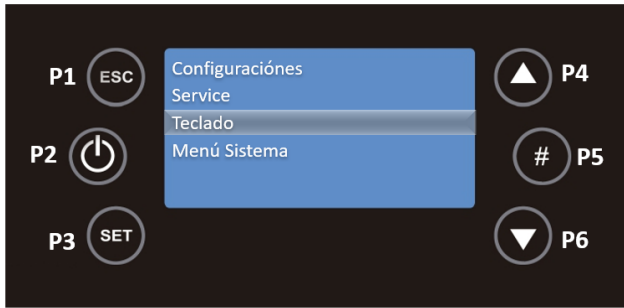 P1 ESC
Configuraciónes
P4
Service
Teclado
P2
# P5
Menú Sistema
P3 SET
P6